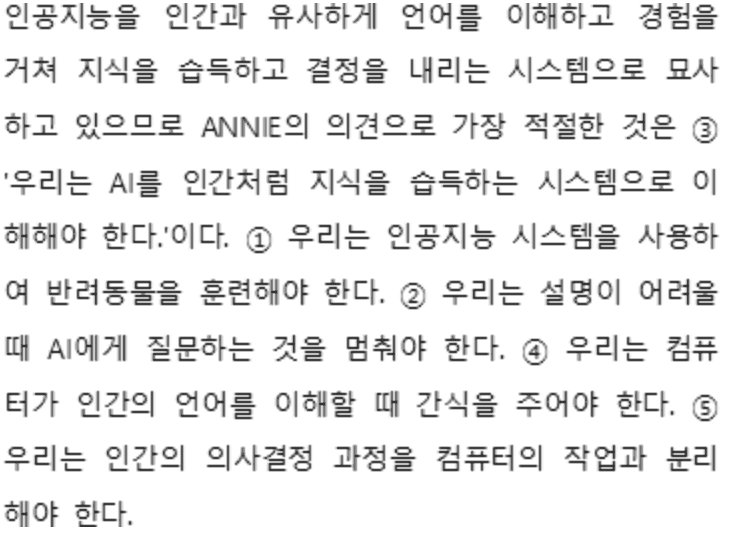 인공지능을 인간과 유사하게 언어를 이해하고 경험을
거쳐 지식을 습득하고 결정을 내리는 시스템으로 묘사
하고 있으므로 ANNIE의 의견으로 가장 적절한 것은 ③
'우리는 AI를 인간처럼 지식을 습득하는 시스템으로 이
해해야 한다.'이다. ① 우리는 인공지능 시스템을 사용하
여 반려동물을 훈련해야 한다. ② 우리는 설명이 어려울
때 AI에게 질문하는 것을 멈춰야 한다. ④ 우리는 컴퓨
터가 인간의 언어를 이해할 때 간식을 주어야 한다. ⑤
우리는 인간의 의사결정 과정을 컴퓨터의 작업과 분리
해야 한다.